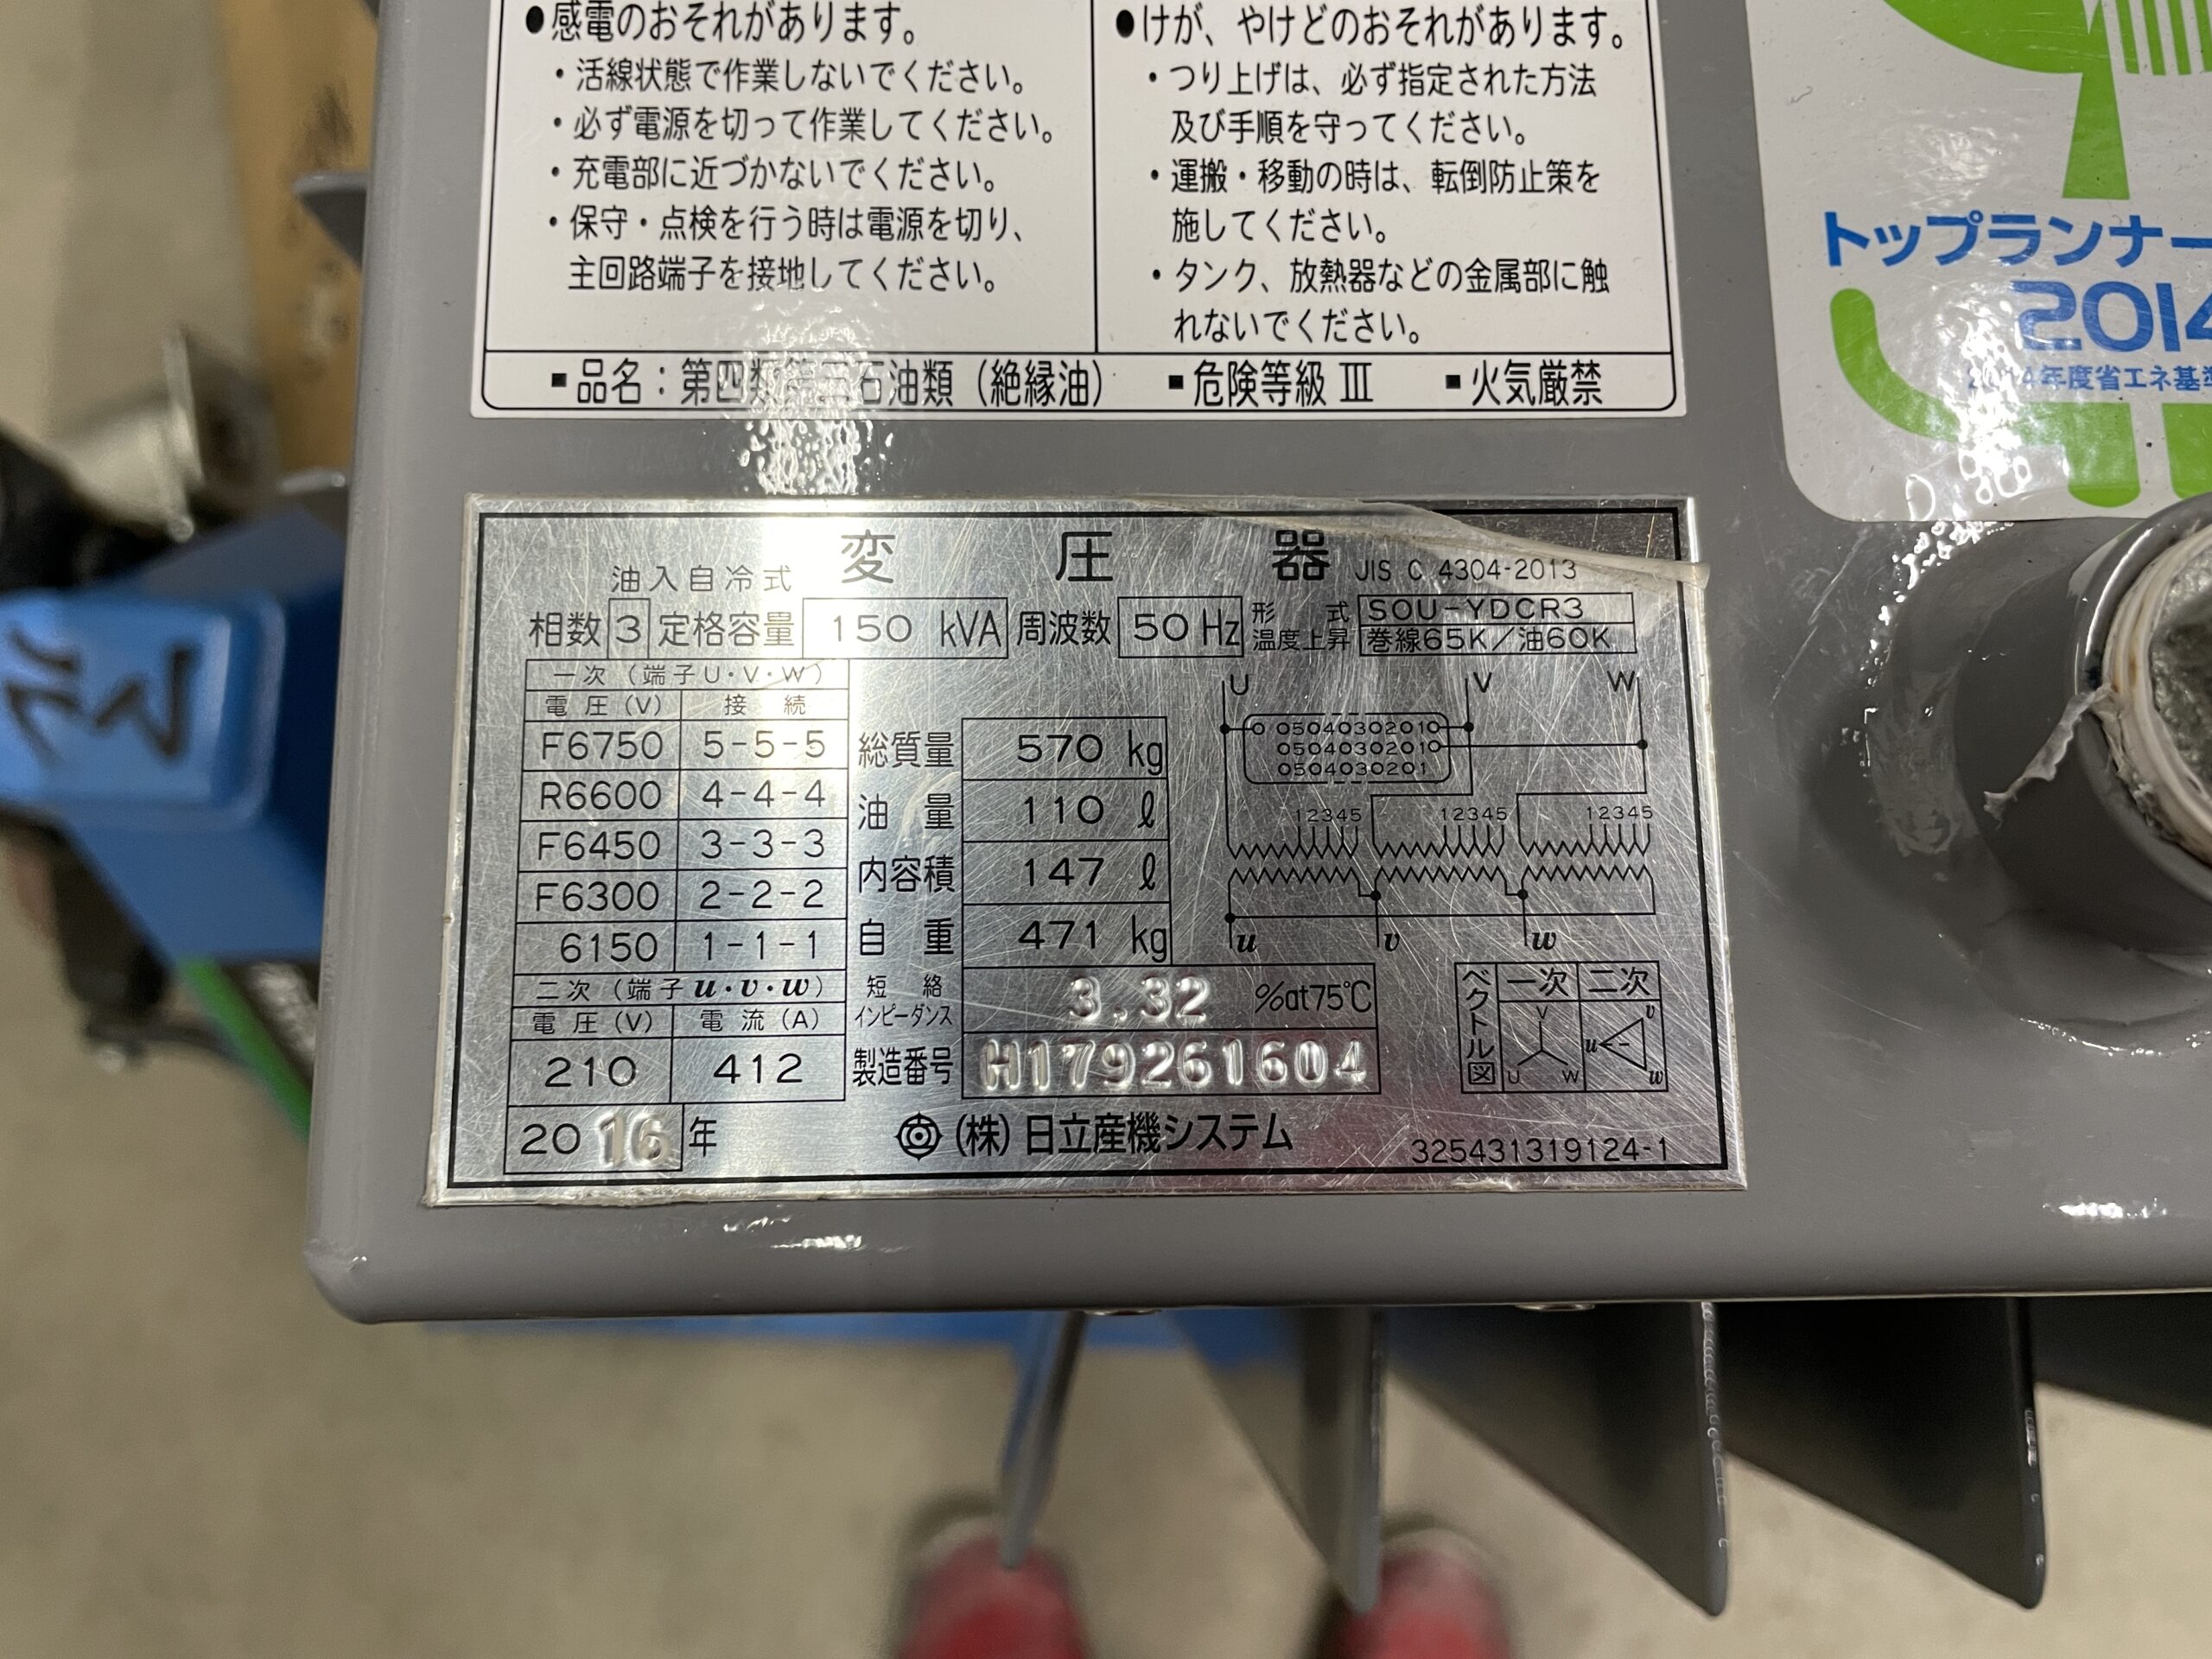 ●感電のおそれがあります。
・活線状態で作業しないでください。
・必ず電源を切って作業してください。
・充電部に近づかないでください。
・保守・点検を行う時は電源を切り、
主回路端子を接地してください。
●けが、やけどのおそれがあります。
・つり上げは、必ず指定された方法
及び手順を守ってください。
・運搬・移動の時は、転倒防止策を
施してください。
・タンク、放熱器などの金属部に触
れないでください。
■品名：第四類第三石油類（絶縁油） ■危険等級 III ■火気厳禁
トップランナー
2014
2014年度省エネ基準
油入自冷式 変圧器 JIS C 4304-2013
相数 3 定格容量 150 kVA 周波数 50 Hz
形式 SOU-YDCR3
温度上昇 巻線65K/油60K
一次（端子U・V・W）
電圧(V) 接続
F6750 5-5-5
R6600 4-4-4
F6450 3-3-3
F6300 2-2-2
6150 1-1-1
二次（端子u・v・w）
電圧(V) 電流(A)
210 412
2016年
総質量 570 kg
油量 110 ℓ
内容積 147 ℓ
自重 471 kg
短絡インピーダンス 3.32 %at75℃
製造番号 H179261604
(株)日立産機システム
U V W
0504030201
0504030201
0504030201
12345 12345 12345
u v w
ベクトル図 一次 二次
V v
u
U W w
325431319124-1